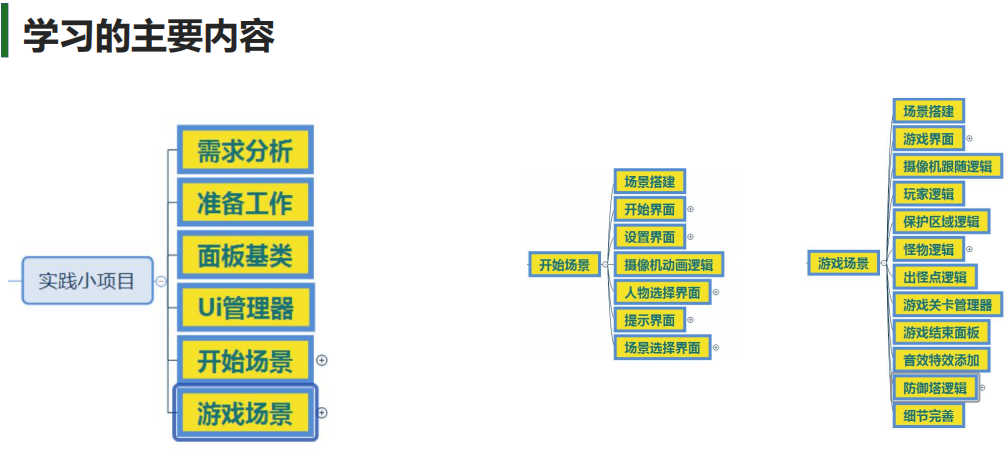 学习的主要内容
实践小项目
需求分析
准备工作
面板基类
Ui管理器
开始场景
游戏场景
开始场景
场景搭建
开始界面
设置界面
摄像机动画逻辑
人物选择界面
提示界面
场景选择界面
游戏场景
场景搭建
游戏界面
摄像机跟随逻辑
玩家逻辑
保护区域逻辑
怪物逻辑
出怪点逻辑
游戏关卡管理器
游戏结束面板
音效特效添加
防御塔逻辑
细节完善